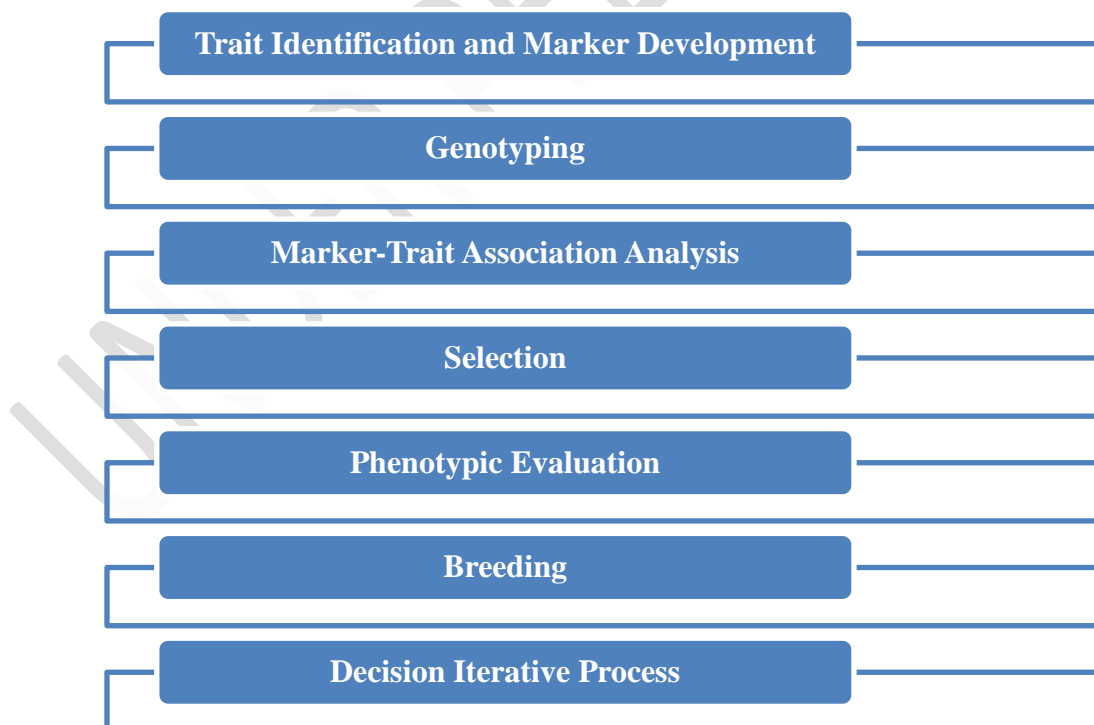 Trait Identification and Marker Development
Genotyping
Marker-Trait Association Analysis
Selection
Phenotypic Evaluation
Breeding
Decision Iterative Process